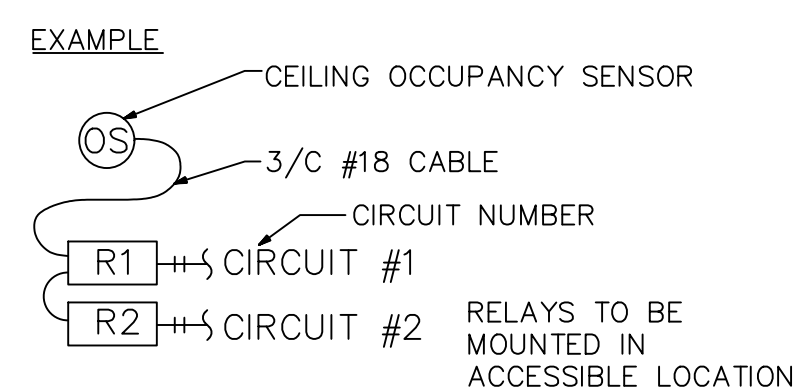 EXAMPLE
CEILING OCCUPANCY SENSOR
OS
3/C #18 CABLE
CIRCUIT NUMBER
R1 CIRCUIT #1
R2 CIRCUIT #2
RELAYS TO BE
MOUNTED IN
ACCESSIBLE LOCATION